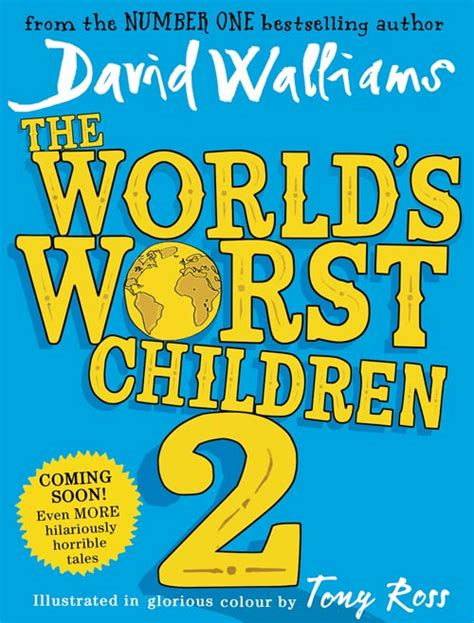 from the NUMBER ONE bestselling author
David Walliams
THE
WORLD'S
WORST
CHILDREN
2
COMING
SOON!
Even MORE
hilariously
horrible
tales
Illustrated in glorious colour by Tony Ross